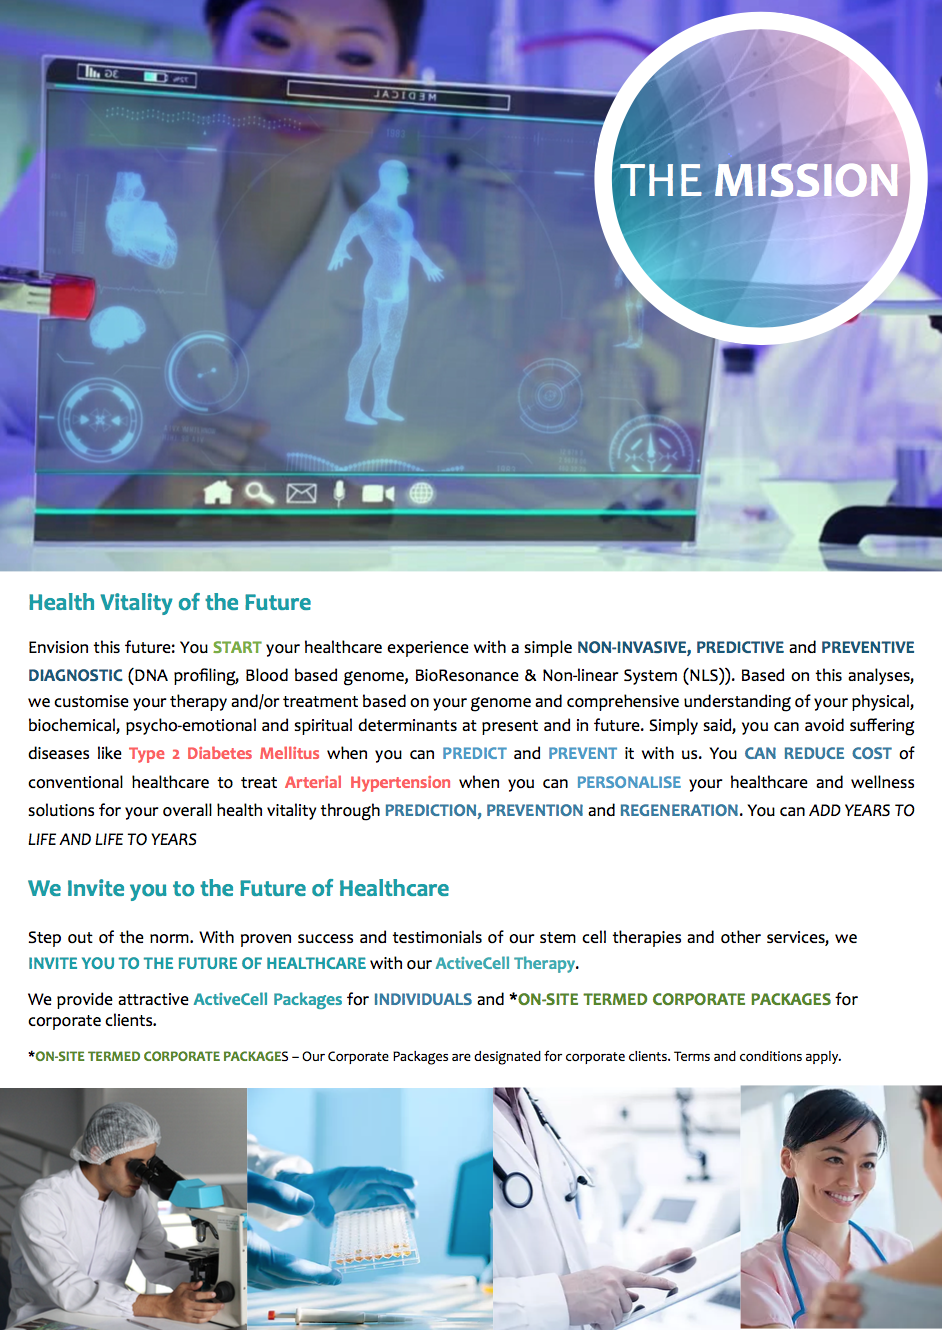 3G
72%
MEDICAL
1983
THE MISSION
Health Vitality of the Future
Envision this future: You START your healthcare experience with a simple NON-INVASIVE, PREDICTIVE and PREVENTIVE
DIAGNOSTIC (DNA profiling, Blood based genome, BioResonance & Non-linear System (NLS)). Based on this analyses,
we customise your therapy and/or treatment based on your genome and comprehensive understanding of your physical,
biochemical, psycho-emotional and spiritual determinants at present and in future. Simply said, you can avoid suffering
diseases like Type 2 Diabetes Mellitus when you can PREDICT and PREVENT it with us. You CAN REDUCE COST of
conventional healthcare to treat Arterial Hypertension when you can PERSONALISE your healthcare and wellness
solutions for your overall health vitality through PREDICTION, PREVENTION and REGENERATION. You can ADD YEARS TO
LIFE AND LIFE TO YEARS
We Invite you to the Future of Healthcare
Step out of the norm. With proven success and testimonials of our stem cell therapies and other services, we
INVITE YOU TO THE FUTURE OF HEALTHCARE with our ActiveCell Therapy.
We provide attractive ActiveCell Packages for INDIVIDUALS and *ON-SITE TERMED CORPORATE PACKAGES for
corporate clients.
*ON-SITE TERMED CORPORATE PACKAGES – Our Corporate Packages are designated for corporate clients. Terms and conditions apply.